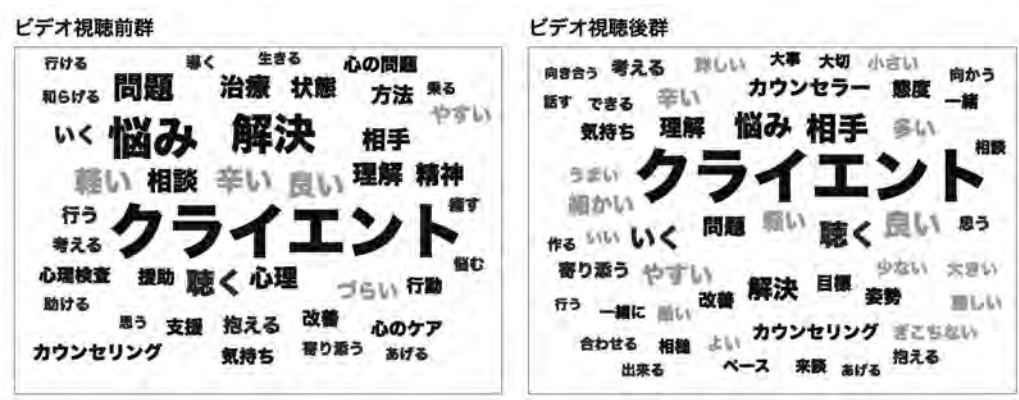 ビデオ視聴前群
行ける 導く 生きる 心の問題
和らげる 問題 治療 状態 方法 乗る
やすい
いく 悩み 解決 相手
軽い 相談 辛い 良い 理解 精神
行う クライエント 癒す
考える
悩む
心理検査 援助 聴く 心理 づらい 行動
助ける
思う 支援 抱える 改善 心のケア
カウンセリング 気持ち 寄り添う あげる
ビデオ視聴後群
向き合う 考える 詳しい 大事 大切 小さい 向かう
話す できる 辛い カウンセラー 態度 一緒
気持ち 理解 悩み 相手 多い
相談
うまい クライエント
細かい
作る いい いく 問題 軽い 聴く 良い 思う
寄り添う やすい 少ない 大きい
行う 一緒に 改善 解決 目標 姿勢
合わせる 相槌 よい カウンセリング ぎこちない
出来る ペース 来談 あげる 抱える